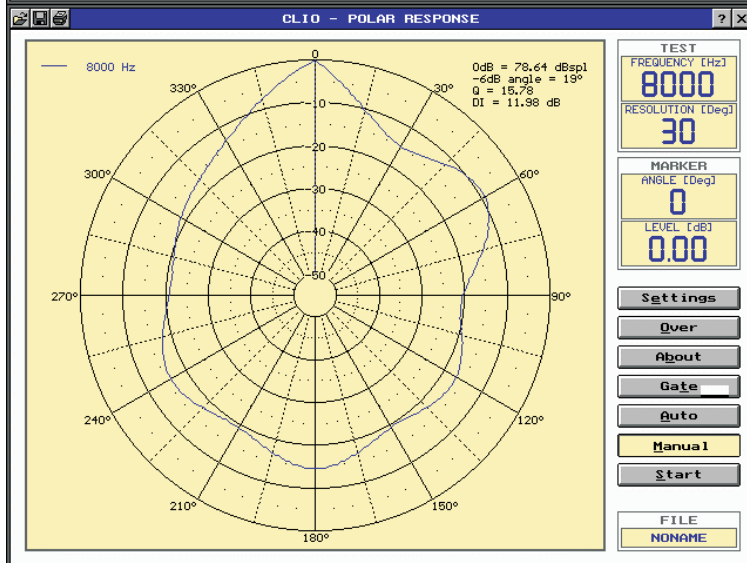 CLIO - POLAR RESPONSE
? X
8000 Hz
0dB = 78.64 dBspl
-6dB angle = 19°
Q = 15.78
DI = 11.98 dB
0
330°
30°
-10
-20
300°
60°
-30
-40
-50
270°
90°
240°
120°
210°
150°
180°
TEST
FREQUENCY [Hz]
8000
RESOLUTION [Deg]
30
MARKER
ANGLE [Deg]
0
LEVEL [dB]
0.00
Settings
Over
About
Gate
Auto
Manual
Start
FILE
NONAME